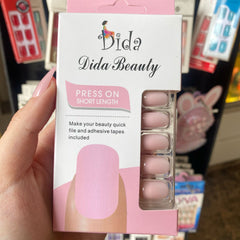 Dida
Dida Beauty
PRESS ON
SHORT LENGTH
Make your beauty quick
file and adhesive tapes
included